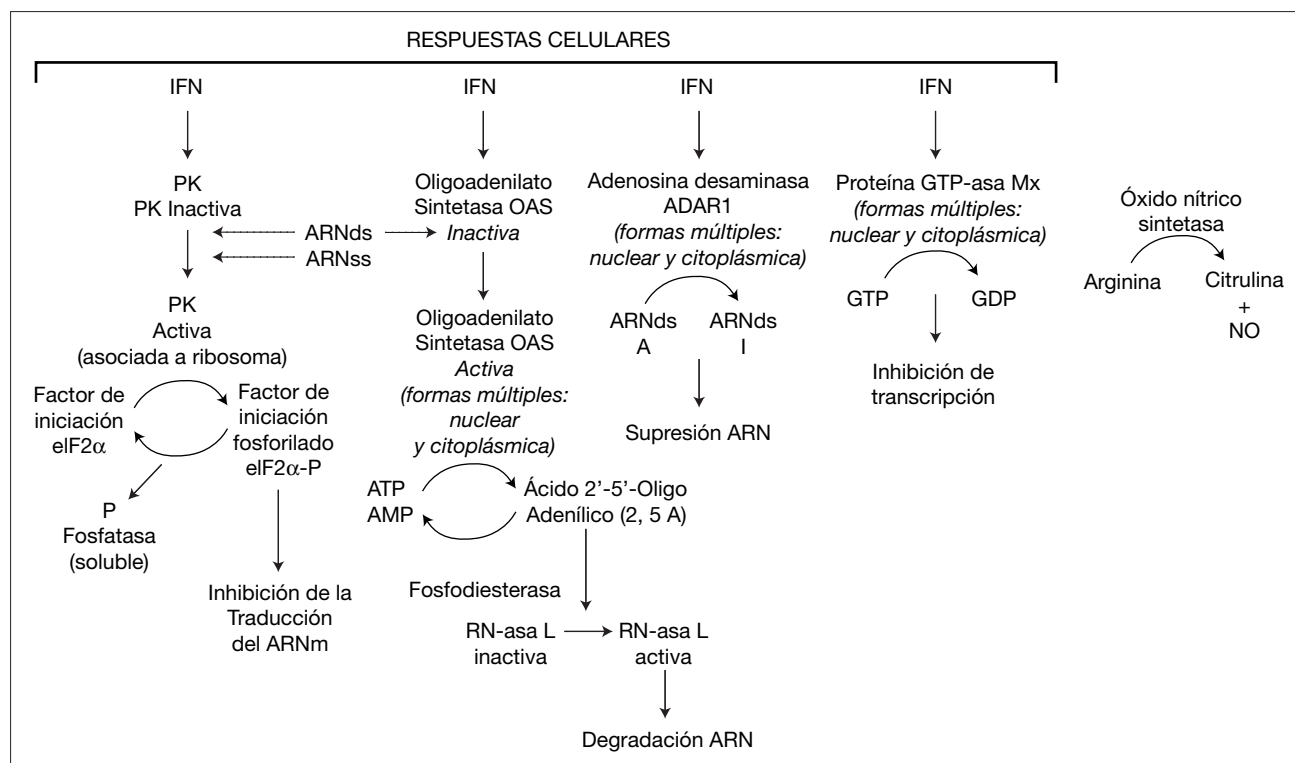 RESPUESTAS CELULARES
IFN
PK
PK Inactiva
ARNds
ARNss
PK
Activa
(asociada a ribosoma)
Factor de
iniciación
eIF2α
Factor de
iniciación
fosforilado
eIF2α-P
P
Fosfatasa
(soluble)
Inhibición de la
Traducción
del ARNm
IFN
Oligoadenilato
Sintetasa OAS
Inactiva
Oligoadenilato
Sintetasa OAS
Activa
(formas múltiples:
nuclear
y citoplásmica)
ATP
AMP
Ácido 2’-5’-Oligo
Adenílico (2, 5 A)
Fosfodiesterasa
RN-asa L
inactiva
RN-asa L
activa
Degradación ARN
IFN
Adenosina desaminasa
ADAR1
(formas múltiples:
nuclear y citoplásmica)
ARNds
A
ARNds
I
Supresión ARN
IFN
Proteína GTP-asa Mx
(formas múltiples:
nuclear y citoplásmica)
GTP
GDP
Inhibición de
transcripción
Óxido nítrico
sintetasa
Arginina
Citrulina
+
NO